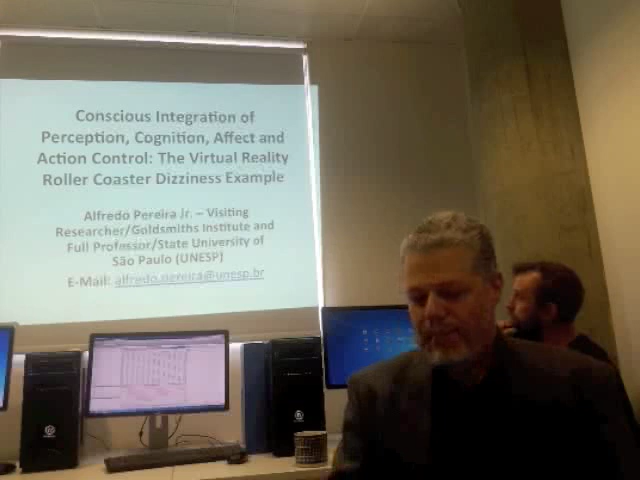 Conscious Integration of
Perception, Cognition, Affect and
Action Control: The Virtual Reality
Roller Coaster Dizziness Example
Alfredo Pereira Jr. – Visiting
Researcher/Goldsmiths Institute and
Full Professor/State University of
São Paulo (UNESP)
E-Mail: alfredo.pereira@unesp.br